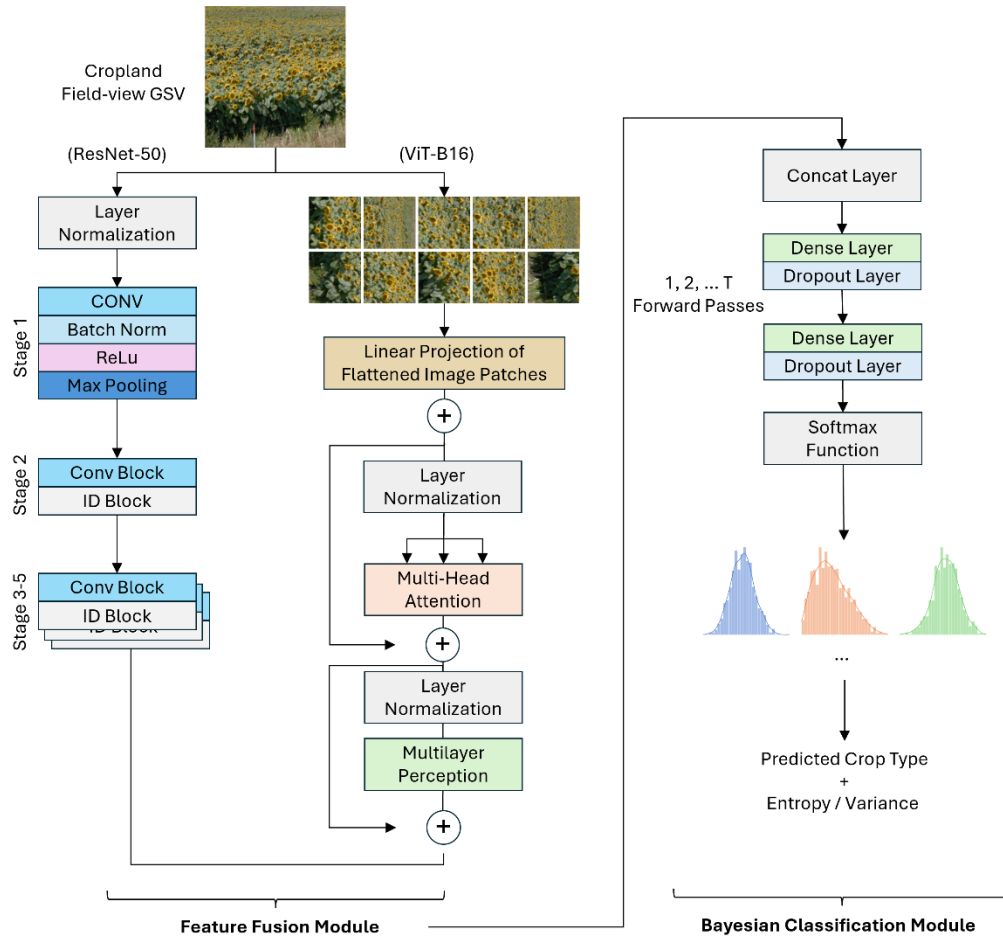 Cropland
Field-view GSV
(ResNet-50)
(ViT-B16)
Layer
Normalization
Stage 1
CONV
Batch Norm
ReLu
Max Pooling
Stage 2
Conv Block
ID Block
Stage 3-5
Conv Block
ID Block
ID Block
Linear Projection of
Flattened Image Patches
+
Layer
Normalization
Multi-Head
Attention
+
Layer
Normalization
Multilayer
Perception
+
Feature Fusion Module
Concat Layer
1, 2, ... T
Forward Passes
Dense Layer
Dropout Layer
Dense Layer
Dropout Layer
Softmax
Function
...
Predicted Crop Type
+
Entropy / Variance
Bayesian Classification Module